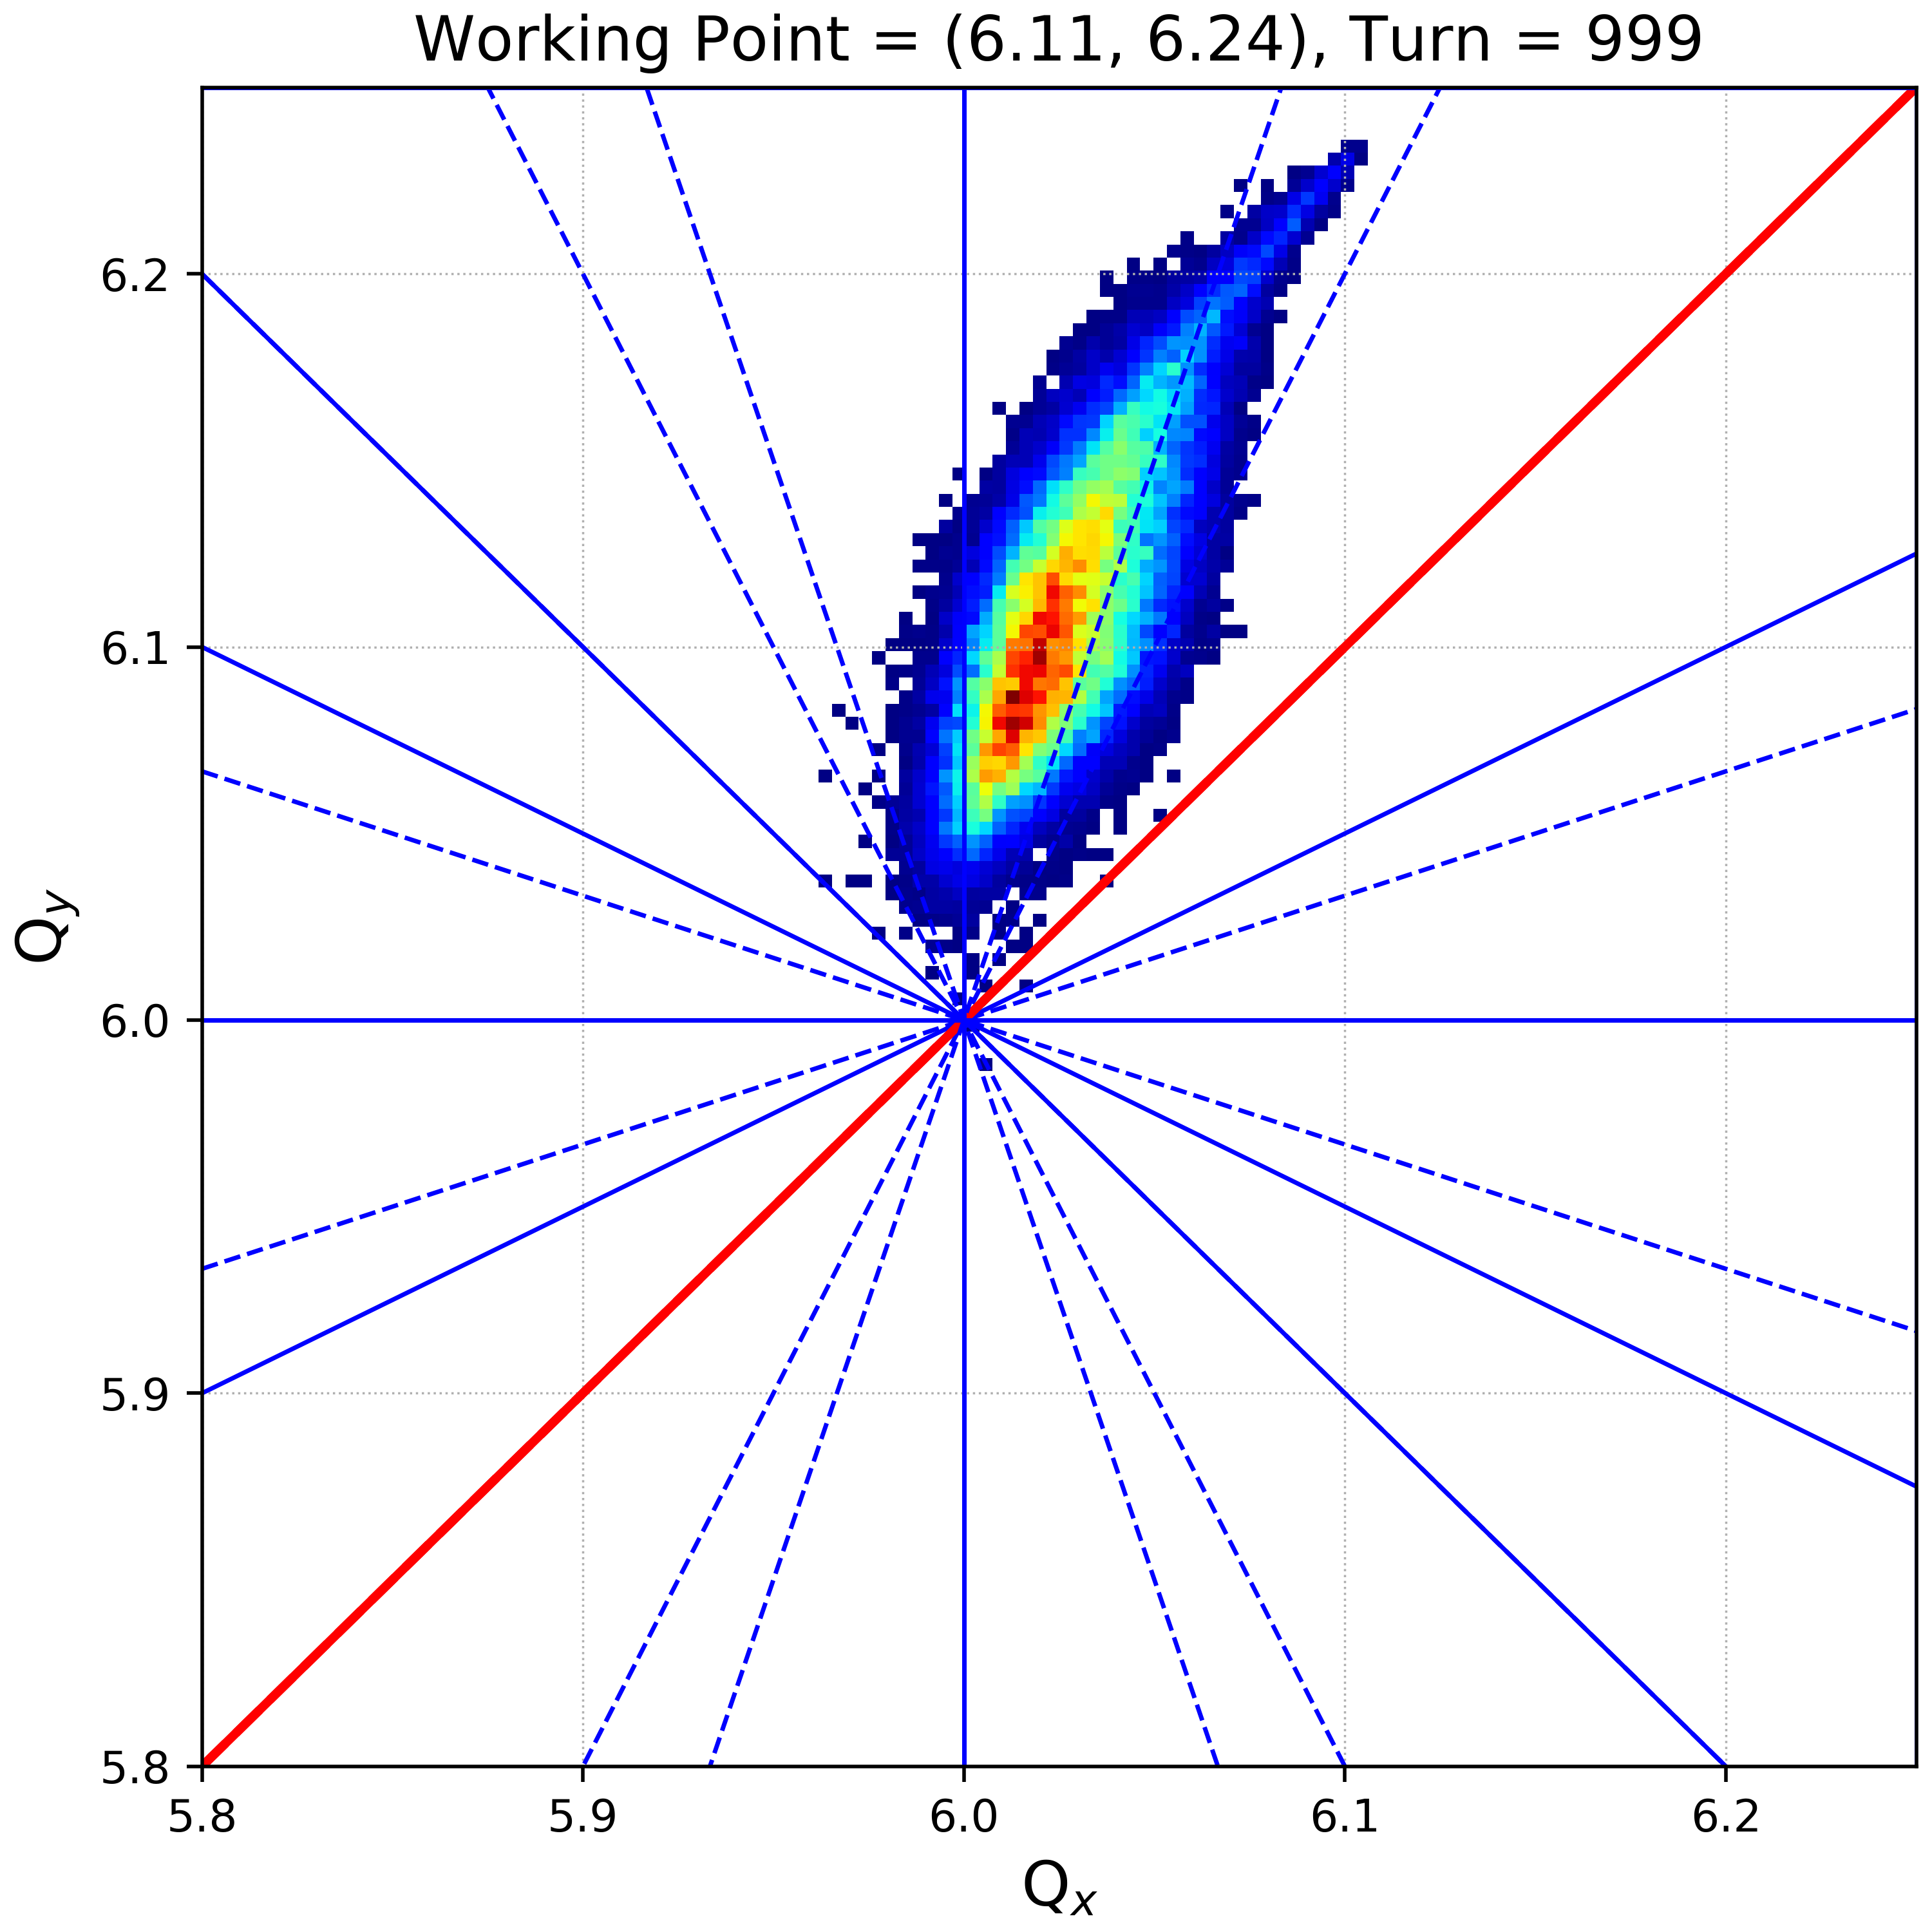 Working Point = (6.11, 6.24), Turn = 999
6.2
6.1
6.0
5.9
5.8
Qy
5.8 5.9 6.0 6.1 6.2
Qx